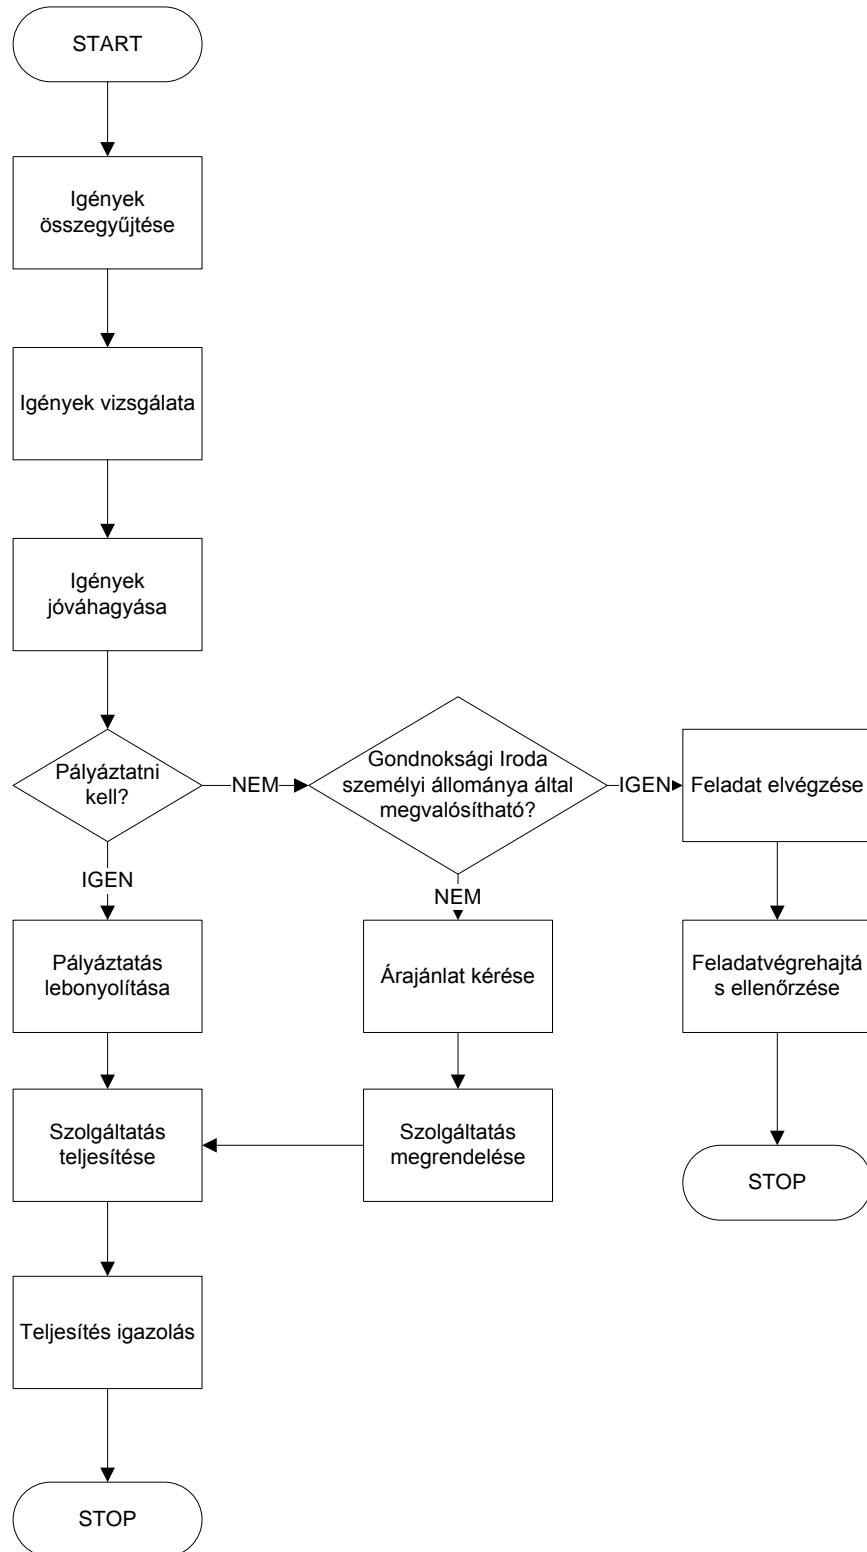 START
Igények
összegyűjtése
Igények vizsgálata
Igények
jóváhagyása
Pályáztatni
kell?
NEM
Gondnoksági Iroda
személyi állománya által
megvalósítható?
IGEN
Feladat elvégzése
IGEN
NEM
Pályáztatás
lebonyolítása
Árajánlat kérése
Feladatvégrehajtá
s ellenőrzése
Szolgáltatás
teljesítése
Szolgáltatás
megrendelése
STOP
Teljesítés igazolás
STOP